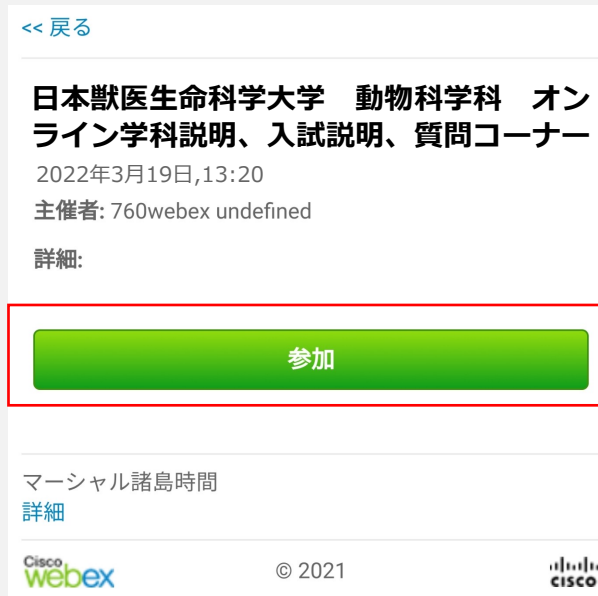 << 戻る
日本獣医生命科学大学　動物科学科　オン
ライン学科説明、入試説明、質問コーナー
2022年3月19日,13:20
主催者: 760webex undefined
詳細:
参加
マーシャル諸島時間
詳細
Cisco
webex
© 2021
cisco